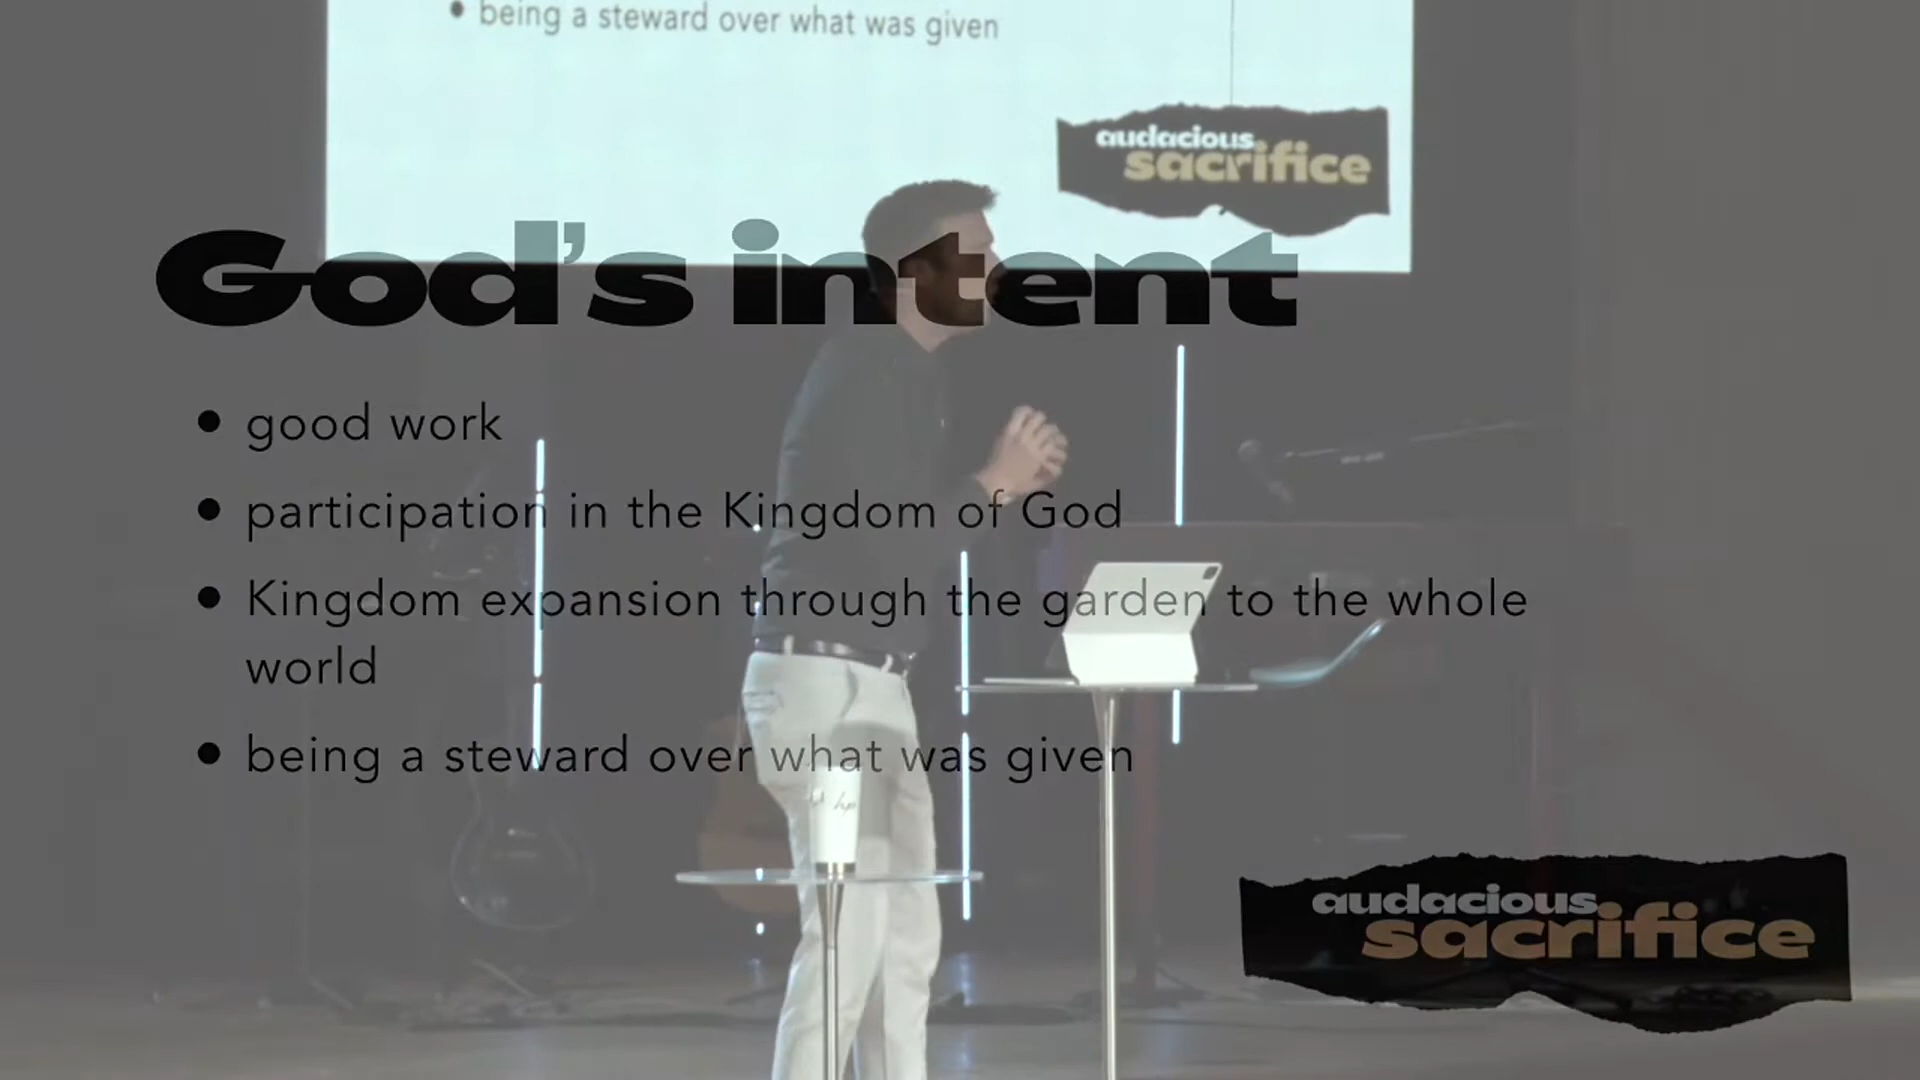 • being a steward over what was given
audacious
sacrifice
God's intent
• good work
• participation in the Kingdom of God
• Kingdom expansion through the garden to the whole
world
• being a steward over what was given
audacious
sacrifice